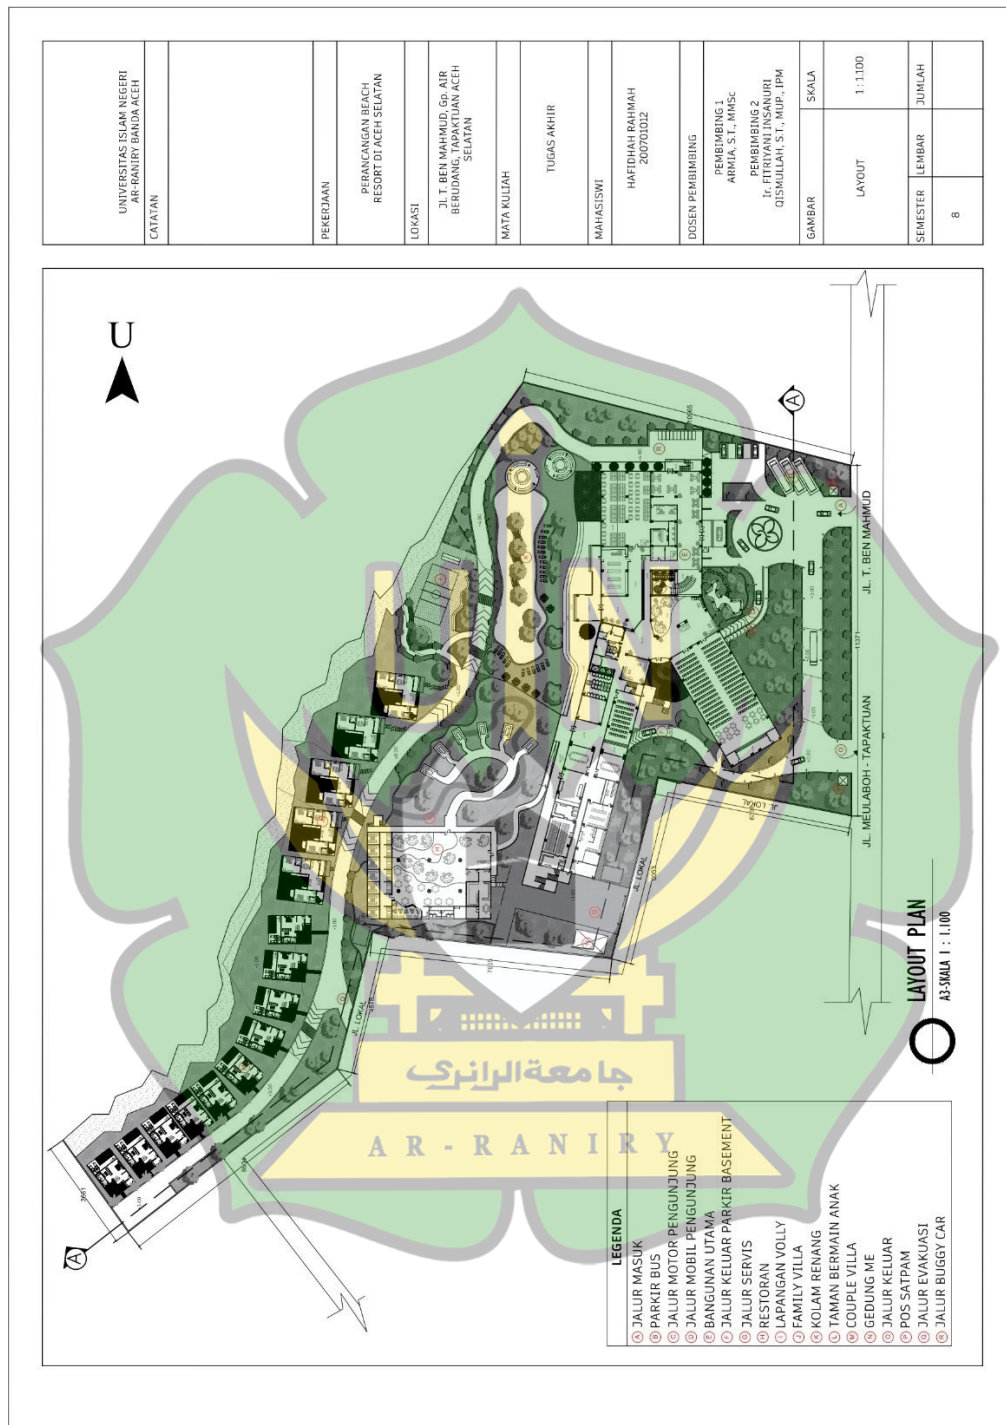 UNIVERSITAS ISLAM NEGERI
AR-RANIRY BANDA ACEH
CATATAN
PEKERJAAN
PERANCANGAN BEACH
RESORT DI ACEH SELATAN
LOKASI
Jl. T. BEN MAHMUD, Gp. AIR
BERUDANG, TAPAKTUAN ACEH
SELATAN
MATA KULIAH
TUGAS AKHIR
MAHASISWI
HAFIDHAH RAHMAH
200701012
DOSEN PEMBIMBING
PEMBIMBING 1
ARMIA, S.T., MMSc
PEMBIMBING 2
Ir. FITRIYANI INSANURI
QISMULLAH, S.T., MUP., IPM
GAMBAR
SKALA
LAYOUT
1 : 1.100
SEMESTER
LEMBAR
JUMLAH
8
U
A
A
JL. T. BEN MAHMUD
11371
JL. MEULABOH - TAPAKTUAN
JL. LOKAL
JL. LOKAL
JL. LOKAL
LAYOUT PLAN
A3-SKALA 1 : 1.100
جامعةالرانري
AR-RANIRY
LEGENDA
A JALUR MASUK
B PARKIR BUS
C JALUR MOTOR PENGUNJUNG
D JALUR MOBIL PENGUNJUNG
E BANGUNAN UTAMA
F JALUR KELUAR PARKIR BASEMENT
G JALUR SERVIS
H RESTORAN
I LAPANGAN VOLLY
J FAMILY VILLA
K KOLAM RENANG
L TAMAN BERMAIN ANAK
M COUPLE VILLA
N GEDUNG ME
O JALUR KELUAR
P POS SATPAM
Q JALUR EVAKUASI
R JALUR BUGGY CAR